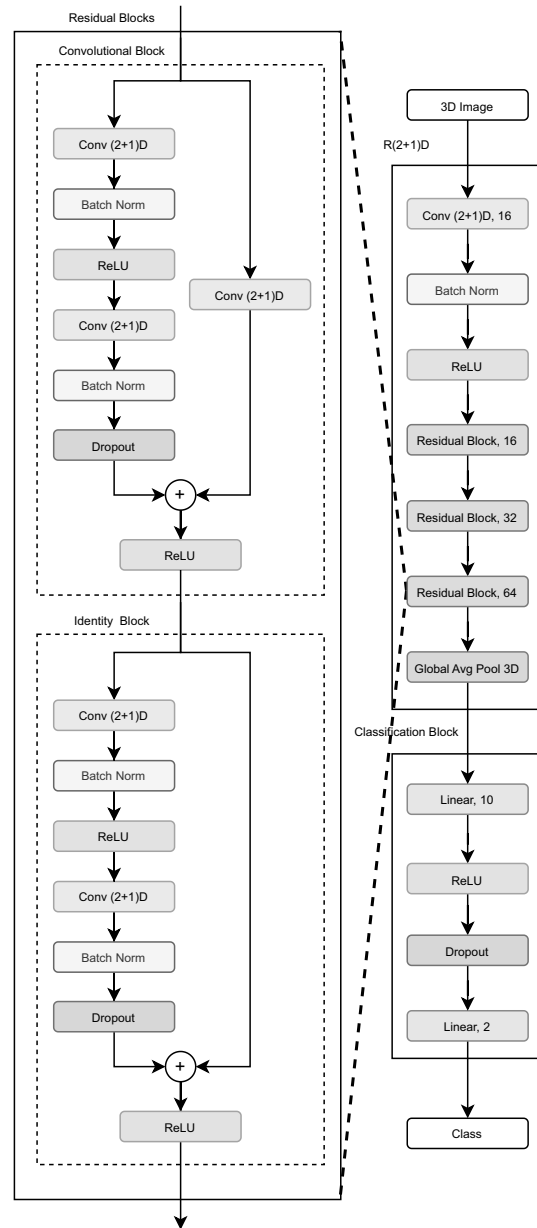 Residual Blocks
Convolutional Block
Conv (2+1)D
Batch Norm
ReLU
Conv (2+1)D
Conv (2+1)D
Batch Norm
Dropout
+
ReLU
Identity Block
Conv (2+1)D
Batch Norm
ReLU
Conv (2+1)D
Batch Norm
Dropout
+
ReLU
3D Image
R(2+1)D
Conv (2+1)D, 16
Batch Norm
ReLU
Residual Block, 16
Residual Block, 32
Residual Block, 64
Global Avg Pool 3D
Classification Block
Linear, 10
ReLU
Dropout
Linear, 2
Class